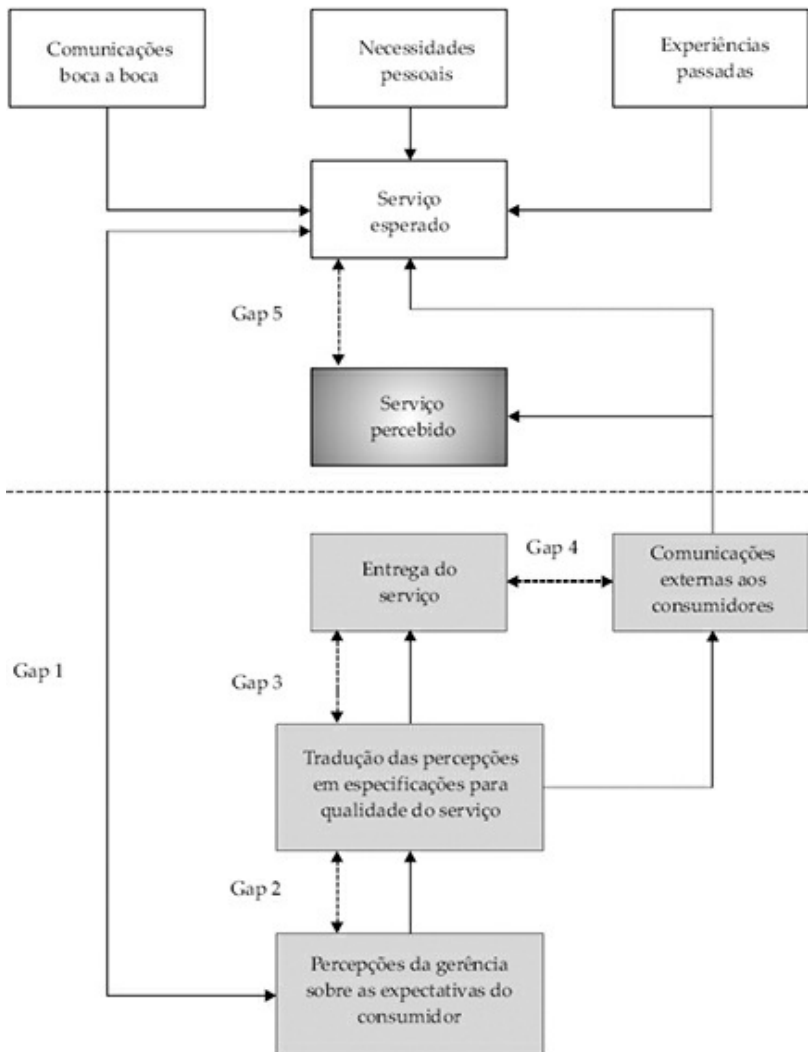 Comunicações
boca a boca
Necessidades
pessoais
Experiências
passadas
Serviço
esperado
Gap 5
Serviço
percebido
Entrega do
serviço
Gap 4
Comunicações
externas aos
consumidores
Gap 1
Gap 3
Tradução das percepções
em especificações para
qualidade do serviço
Gap 2
Percepções da gerência
sobre as expectativas do
consumidor